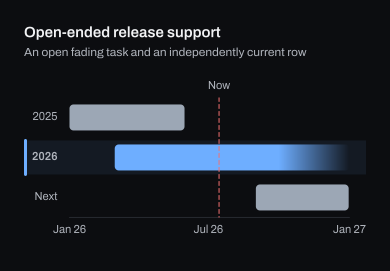 Open-ended release support
An open fading task and an independently current row
Now
2025
2026
Next
Jan 26
Jul 26
Jan 27